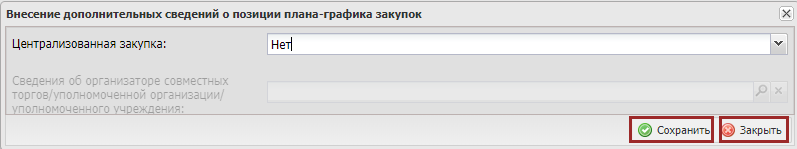 Внесение дополнительных сведений о позиции плана-графика закупок
Централизованная закупка: Нет
Сведения об организаторе совместных
торгов/уполномоченной организации/
уполномоченного учреждения:
Сохранить Закрыть